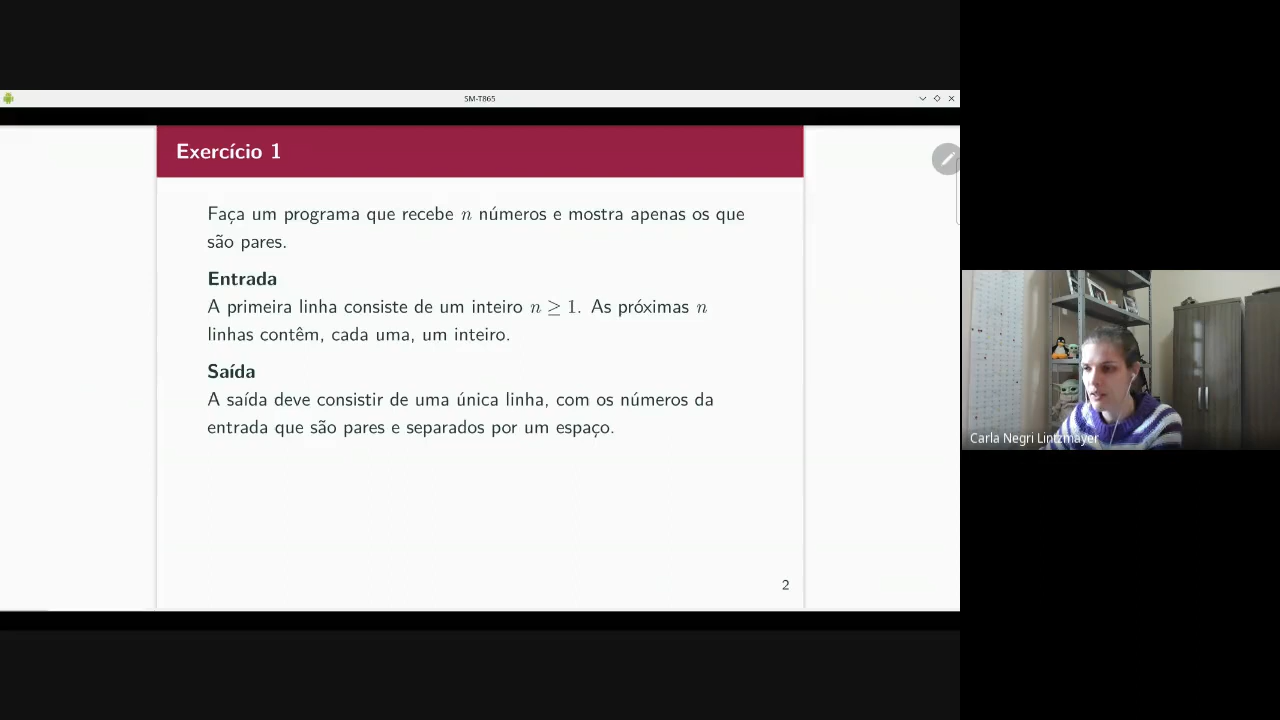 SM-T865
Exercício 1
Faça um programa que recebe n números e mostra apenas os que
são pares.
Entrada
A primeira linha consiste de um inteiro n ≥ 1. As próximas n
linhas contêm, cada uma, um inteiro.
Saída
A saída deve consistir de uma única linha, com os números da
entrada que são pares e separados por um espaço.
2
Carla Negri Lintzmayer